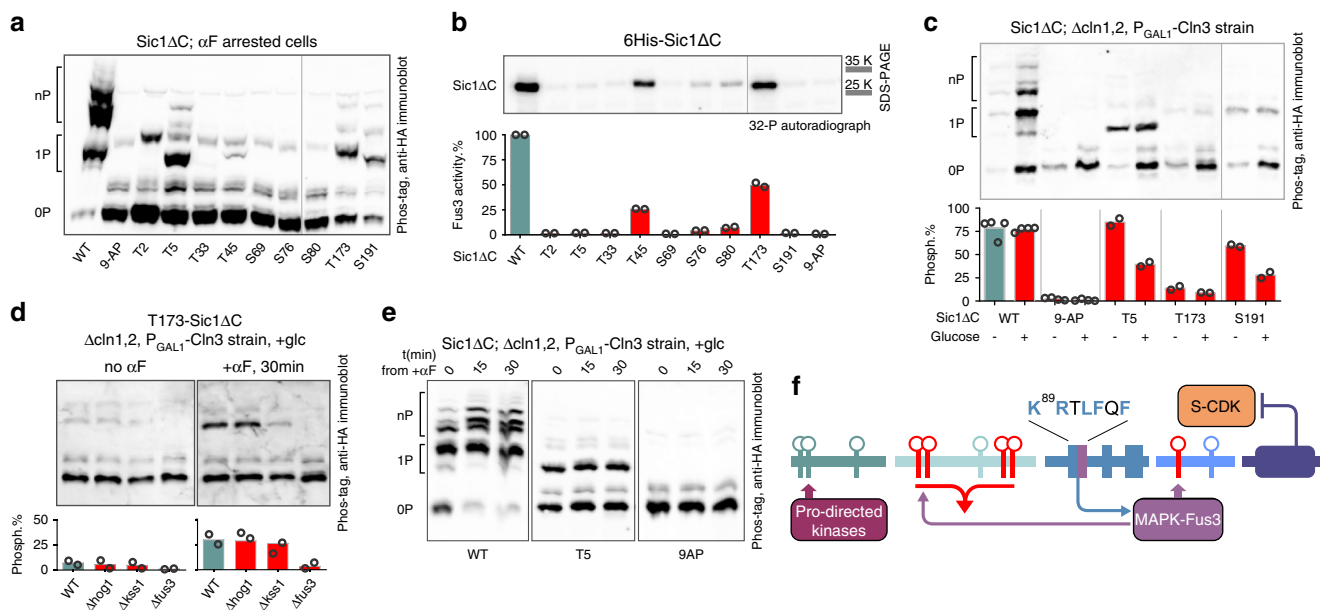 a
Sic1ΔC; αF arrested cells
nP
1P
0P
WT
9-AP
T2
T5
T33
T45
S69
S76
S80
T173
S191
Phos-tag, anti-HA immunoblot
b
6His-Sic1ΔC
Sic1ΔC
35 K
25 K
SDS-PAGE
32-P autoradiograph
Fus3 activity.%
100
75
50
25
0
Sic1ΔC
WT
T2
T5
T33
T45
S69
S76
S80
T173
S191
9-AP
c
Sic1ΔC; Δcln1,2, PGAL1-Cln3 strain
nP
1P
0P
Phos-tag, anti-HA immunoblot
Phosph.%
100
75
50
25
0
Sic1ΔC WT 9-AP T5 T173 S191
Glucose - + - + - + - + - +
d
T173-Sic1ΔC
Δcln1,2, PGAL1-Cln3 strain, +glc
no αF +αF, 30min
Phos-tag, anti-HA immunoblot
Phosph.%
50
25
0
WT
Δhog1
Δkss1
Δfus3
WT
Δhog1
Δkss1
Δfus3
e
Sic1ΔC; Δcln1,2, PGAL1-Cln3 strain, +glc
t(min)
from +αF
0 15 30 0 15 30 0 15 30
nP
1P
0P
WT T5 9AP
Phos-tag, anti-HA immunoblot
f
K89RTLFQF
S-CDK
Pro-directed
kinases
MAPK-Fus3